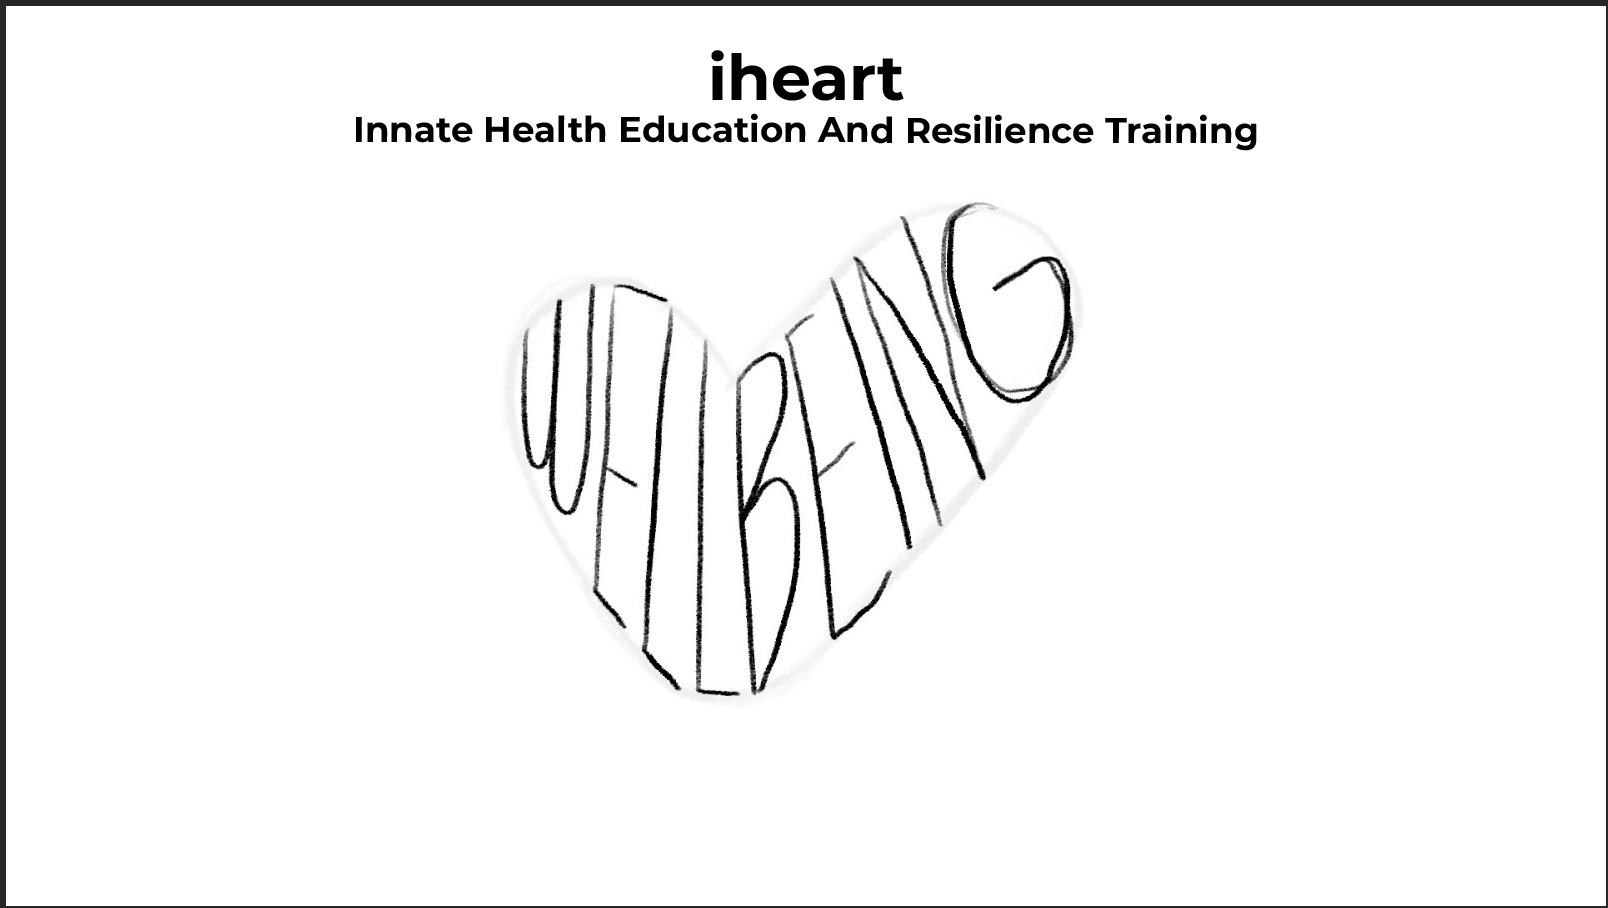 iheart
Innate Health Education And Resilience Training
WELLBEING